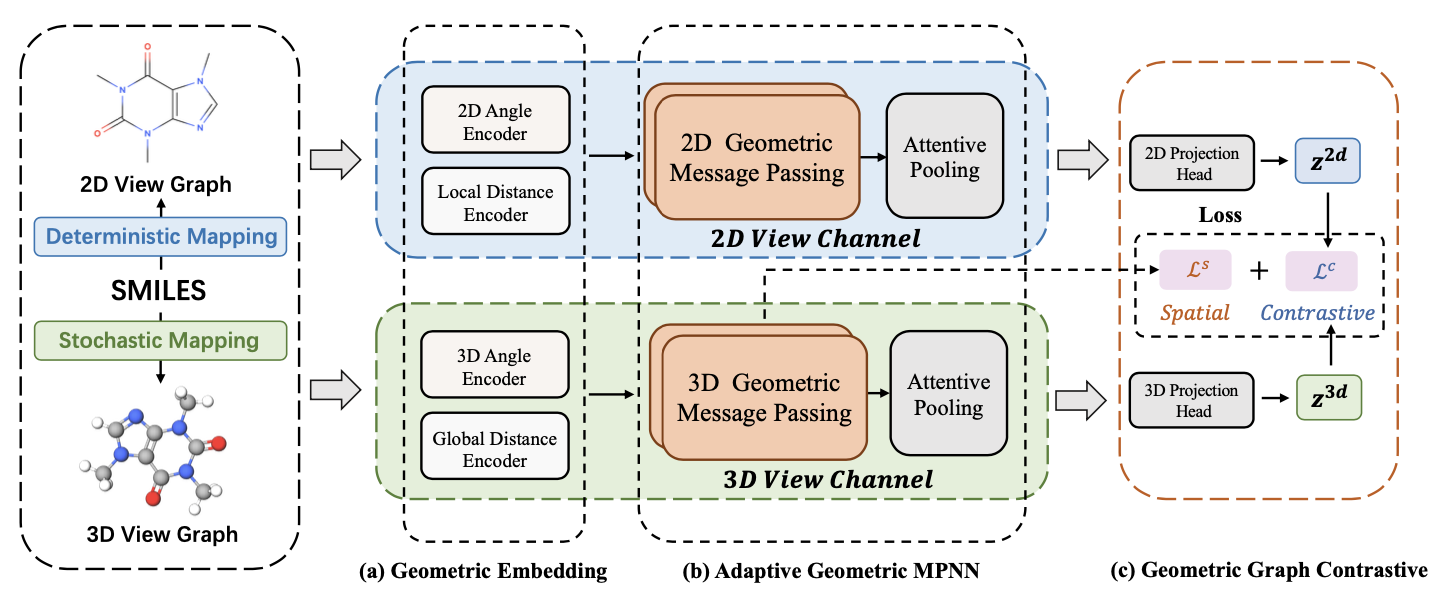 O
N
N
O
N
N
2D View Graph
Deterministic Mapping
SMILES
Stochastic Mapping
3D View Graph
2D Angle
Encoder
Local Distance
Encoder
2D Geometric
Message Passing
Attentive
Pooling
2D View Channel
3D Angle
Encoder
Global Distance
Encoder
3D Geometric
Message Passing
Attentive
Pooling
3D View Channel
2D Projection
Head
z^2d
Loss
ℒ^s + ℒ^c
Spatial Contrastive
3D Projection
Head
z^3d
(a) Geometric Embedding
(b) Adaptive Geometric MPNN
(c) Geometric Graph Contrastive